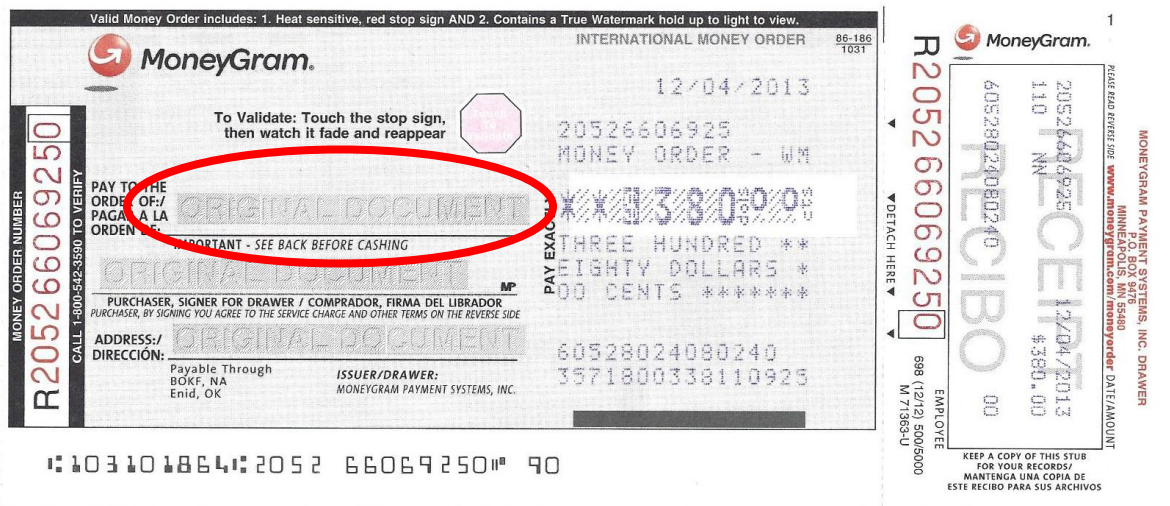 Valid Money Order includes: 1. Heat sensitive, red stop sign AND 2. Contains a True Watermark hold up to light to view.
MoneyGram.
INTERNATIONAL MONEY ORDER
86-186
1031
12/04/2013
To Validate: Touch the stop sign,
then watch it fade and reappear
20526606925
MONEY ORDER - WM
PAY TO THE
ORDER OF:/
PAGAR A LA
ORDEN DE:
ORIGINAL DOCUMENT
IMPORTANT - SEE BACK BEFORE CASHING
PAY EXACTLY
**$380.00
THREE HUNDRED **
EIGHTY DOLLARS *
00 CENTS *******
ORIGINAL DOCUMENT
MP
PURCHASER, SIGNER FOR DRAWER / COMPRADOR, FIRMA DEL LIBRADOR
PURCHASER, BY SIGNING YOU AGREE TO THE SERVICE CHARGE AND OTHER TERMS ON THE REVERSE SIDE
ADDRESS:/
DIRECCIÓN:
ORIGINAL DOCUMENT
Payable Through
BOKF, NA
Enid, OK
ISSUER/DRAWER:
MONEYGRAM PAYMENT SYSTEMS, INC.
60528024080240
3571800338110925
MONEY ORDER NUMBER
R205266069250
CALL 1-800-542-3590 TO VERIFY
⑆103101864⑆2052 66069250⑈ 90
R205266069250
DETACH HERE
698 (12/12) 500/5000
M 71363-U
EMPLOYEE
1
MoneyGram.
RECEIPT
RECIBO
20526606925 12/04/2013
110 NN $380.00
60528024080240 00 00
PLEASE READ REVERSE SIDE www.moneygram.com/moneyorder DATE/AMOUNT
MONEYGRAM PAYMENT SYSTEMS, INC. DRAWER
P.O. BOX 9476
MINNEAPOLIS, MN 55480
KEEP A COPY OF THIS STUB
FOR YOUR RECORDS/
MANTENGA UNA COPIA DE
ESTE RECIBO PARA SUS ARCHIVOS